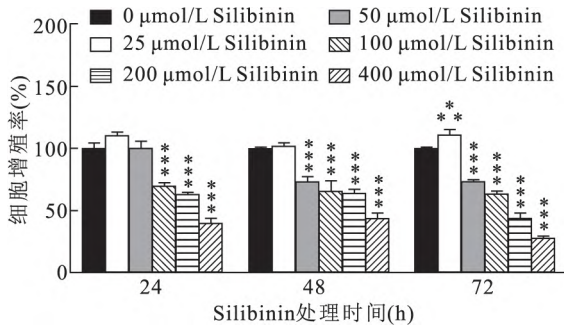 0 μmol/L Silibinin 50 μmol/L Silibinin
25 μmol/L Silibinin 100 μmol/L Silibinin
200 μmol/L Silibinin 400 μmol/L Silibinin
细胞增殖率(%)
200
150
100
50
0
***
***
***
***
***
***
***
***
***
***
***
***
24 48 72
Silibinin处理时间(h)